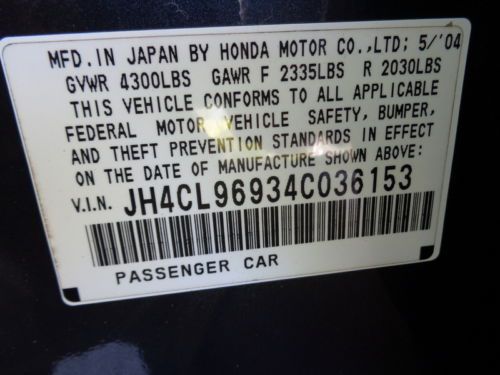 MFD. IN JAPAN BY HONDA MOTOR CO., LTD; 5/'04
GVWR 4300LBS GAWR F 2335LBS R 2030LBS
THIS VEHICLE CONFORMS TO ALL APPLICABLE
FEDERAL MOTOR VEHICLE SAFETY, BUMPER,
AND THEFT PREVENTION STANDARDS IN EFFECT
ON THE DATE OF MANUFACTURE SHOWN ABOVE:
V.I.N. JH4CL96934C036153
PASSENGER CAR